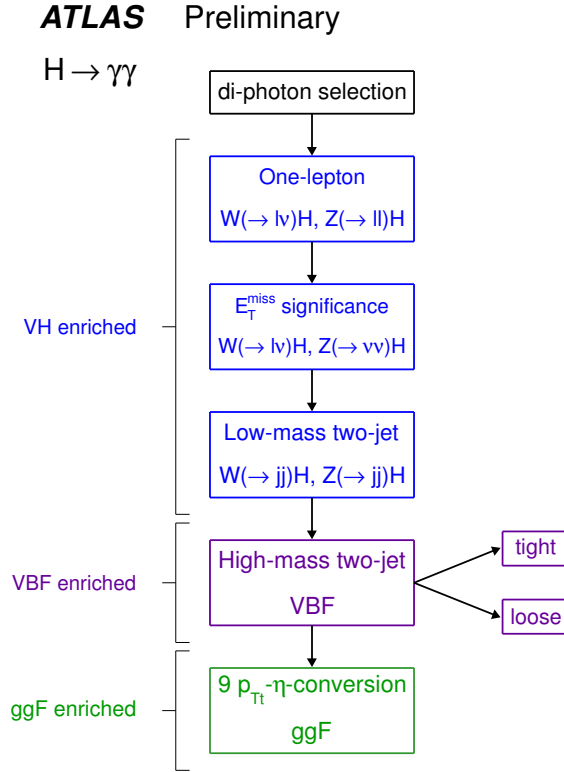 ATLAS Preliminary
H → γγ
di-photon selection
One-lepton
W(→ lν)H, Z(→ ll)H
E_T^miss significance
W(→ lν)H, Z(→ νν)H
VH enriched
Low-mass two-jet
W(→ jj)H, Z(→ jj)H
High-mass two-jet
VBF
tight
loose
VBF enriched
9 p_Tt-η-conversion
ggF
ggF enriched